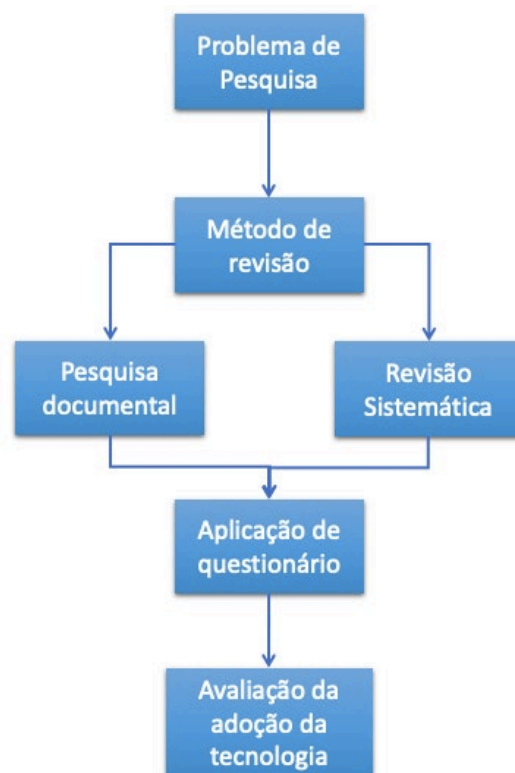 Problema de
Pesquisa
Método de
revisão
Pesquisa
documental
Revisão
Sistemática
Aplicação de
questionário
Avaliação da
adoção da
tecnologia